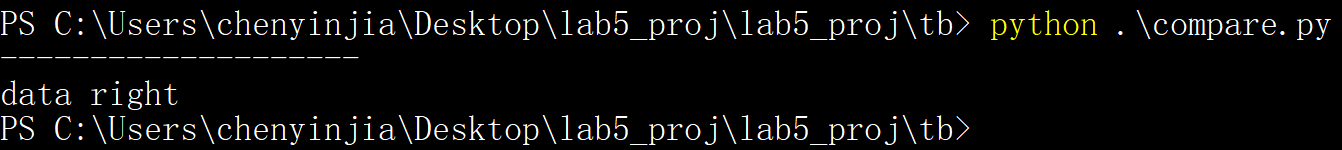 PS C:\Users\chenyinjia\Desktop\lab5_proj\lab5_proj\tb> python .\compare.py
--------------------
data right
PS C:\Users\chenyinjia\Desktop\lab5_proj\lab5_proj\tb>